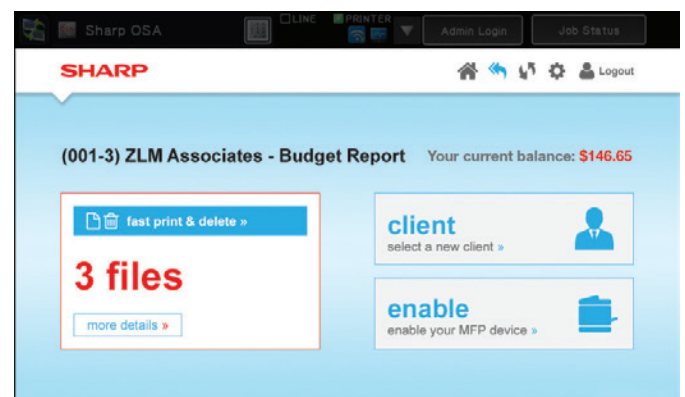 Sharp OSA
LINE
PRINTER
Admin Login
Job Status
SHARP
Logout
(001-3) ZLM Associates - Budget Report
Your current balance: $146.65
fast print & delete »
3 files
more details »
client
select a new client »
enable
enable your MFP device »